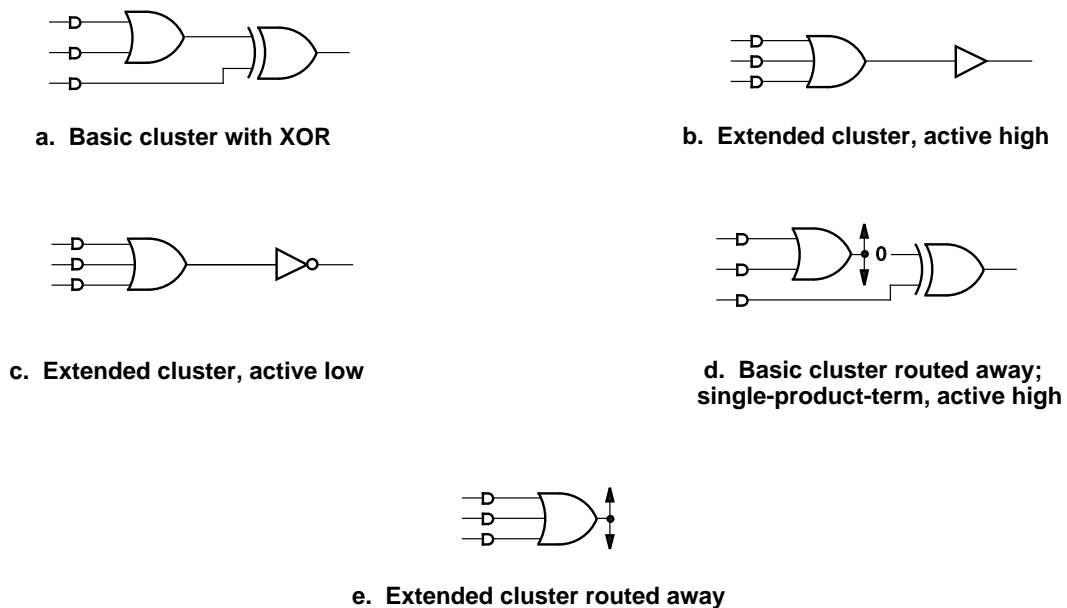 a. Basic cluster with XOR
b. Extended cluster, active high
c. Extended cluster, active low
0
d. Basic cluster routed away;
single-product-term, active high
e. Extended cluster routed away